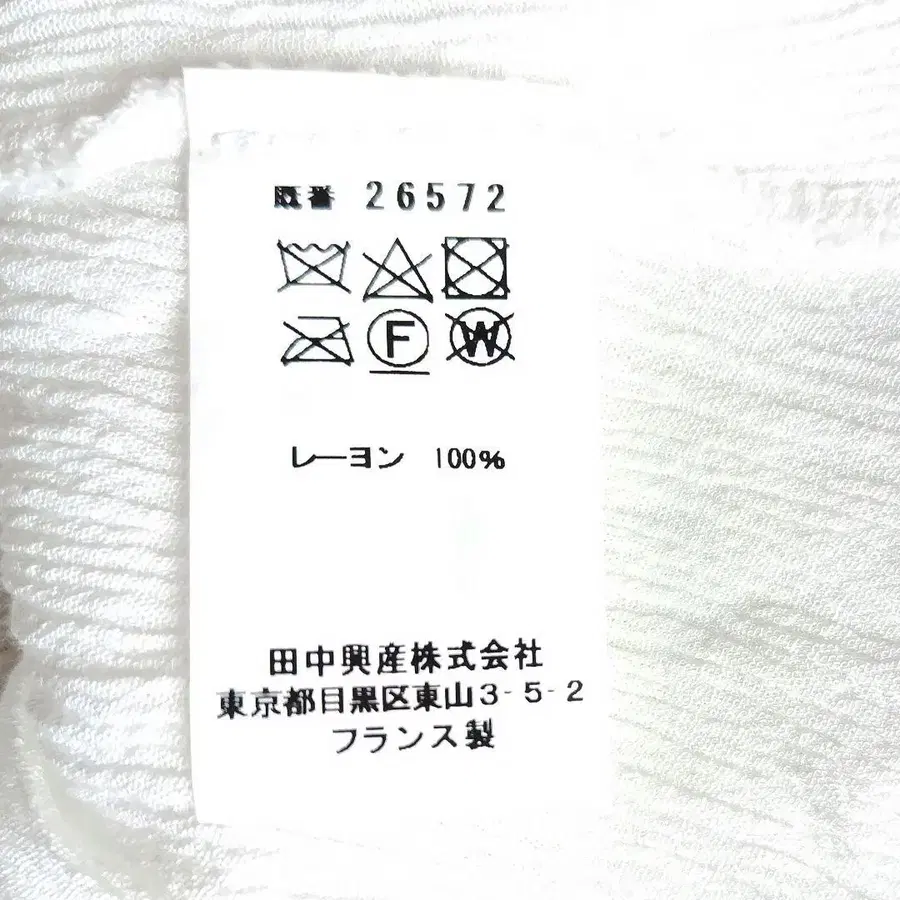 既番 26572
F W
レーヨン 100%
田中興産株式会社
東京都目黒区東山3-5-2
フランス製